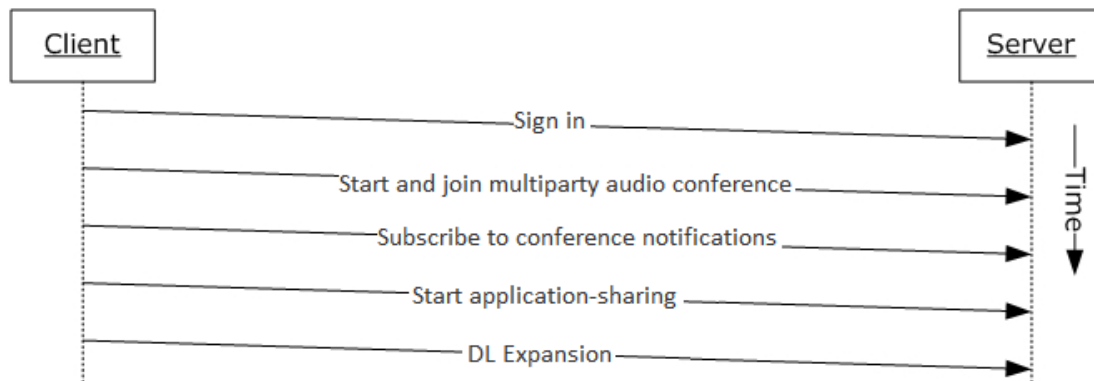 Client
Server
Sign in
Start and join multiparty audio conference
Time
Subscribe to conference notifications
Start application-sharing
DL Expansion